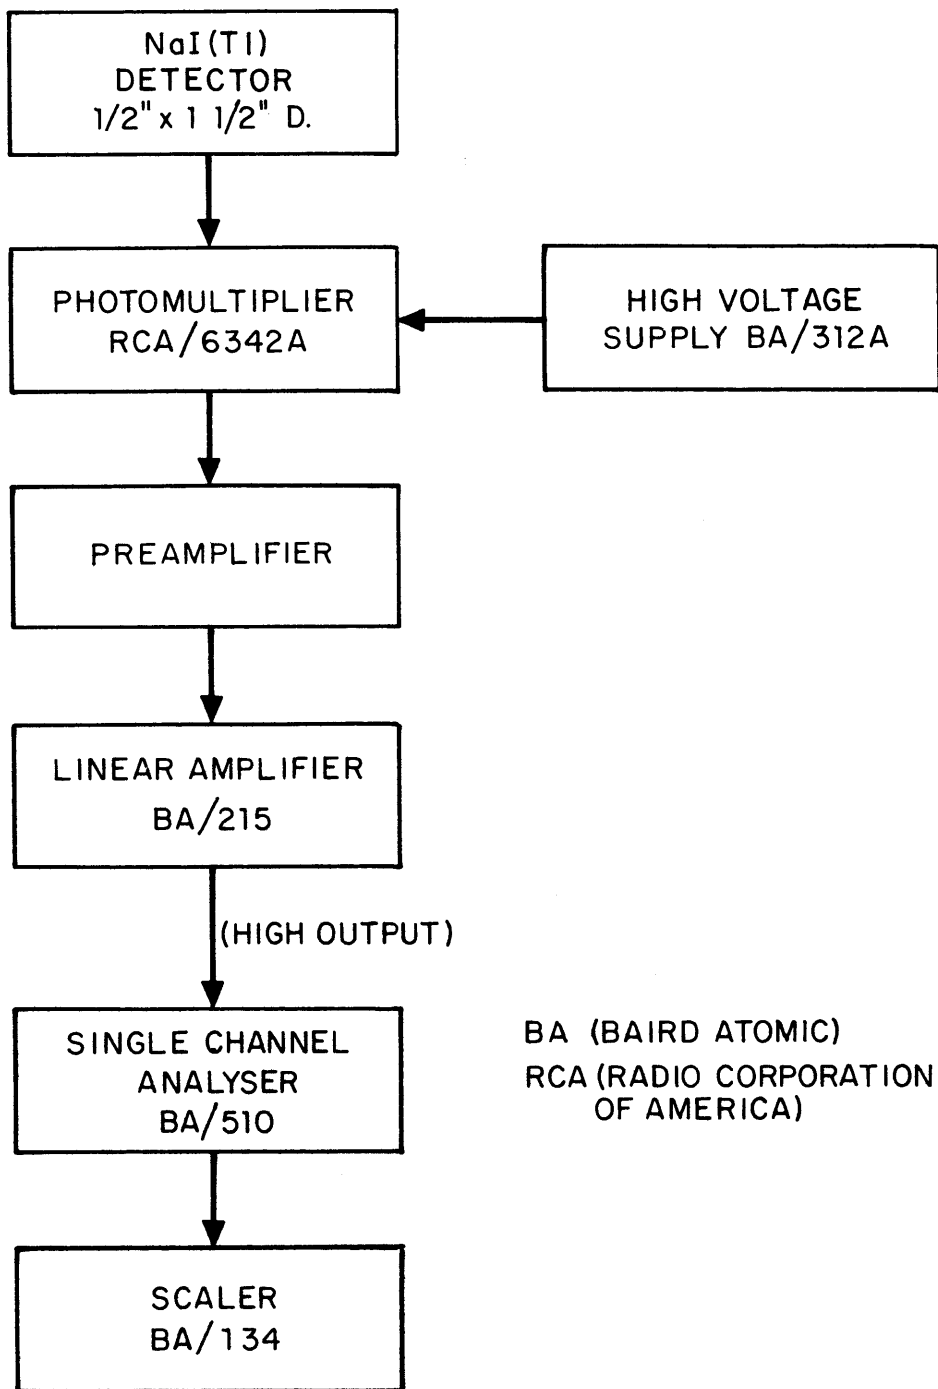 NaI(Tl)
DETECTOR
1/2" x 1 1/2" D.
PHOTOMULTIPLIER
RCA/6342A
HIGH VOLTAGE
SUPPLY BA/312A
PREAMPLIFIER
LINEAR AMPLIFIER
BA/215
(HIGH OUTPUT)
SINGLE CHANNEL
ANALYSER
BA/510
BA (BAIRD ATOMIC)
RCA (RADIO CORPORATION
OF AMERICA)
SCALER
BA/134